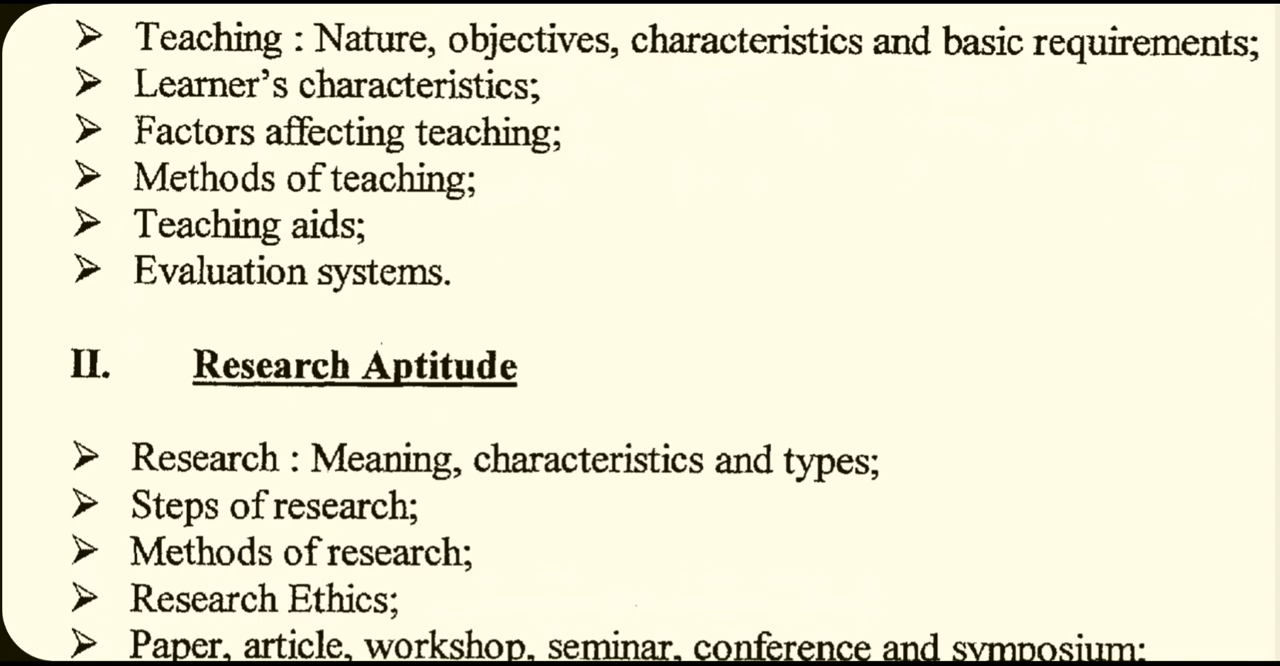 ➢ Teaching : Nature, objectives, characteristics and basic requirements;
➢ Learner's characteristics;
➢ Factors affecting teaching;
➢ Methods of teaching;
➢ Teaching aids;
➢ Evaluation systems.
II. Research Aptitude
➢ Research : Meaning, characteristics and types;
➢ Steps of research;
➢ Methods of research;
➢ Research Ethics;
➢ Paper, article, workshop, seminar, conference and symposium;